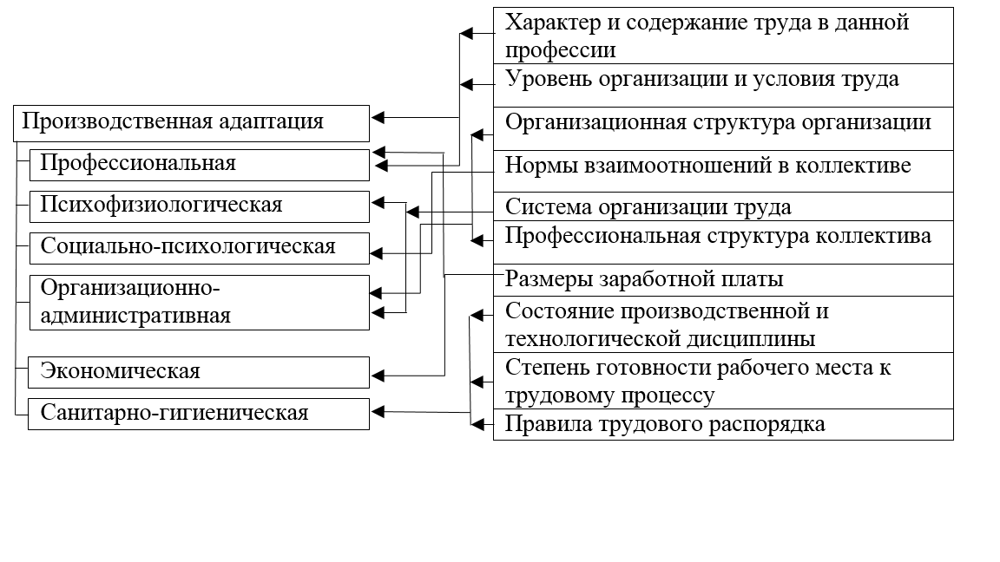 Производственная адаптация
Профессиональная
Психофизиологическая
Социально-психологическая
Организационно-
административная
Экономическая
Санитарно-гигиеническая
Характер и содержание труда в данной
профессии
Уровень организации и условия труда
Организационная структура организации
Нормы взаимоотношений в коллективе
Система организации труда
Профессиональная структура коллектива
Размеры заработной платы
Состояние производственной и
технологической дисциплины
Степень готовности рабочего места к
трудовому процессу
Правила трудового распорядка